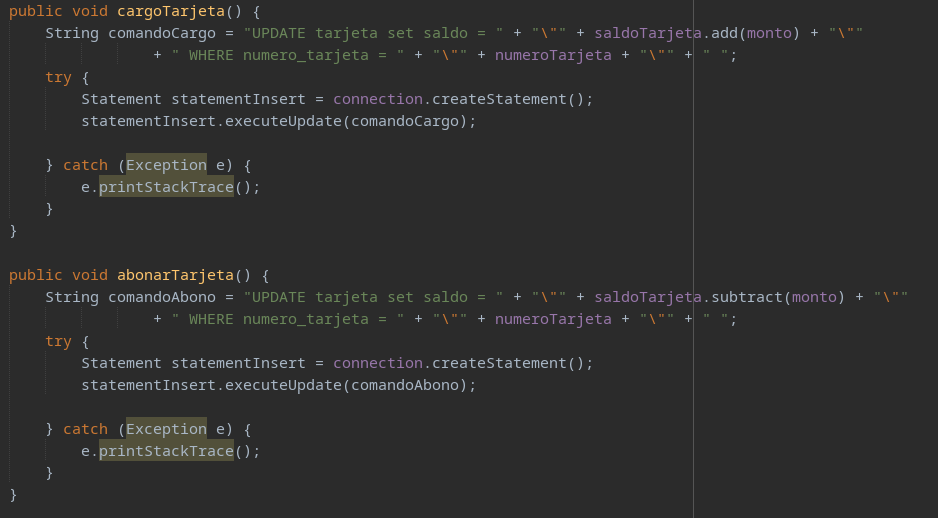 public void cargoTarjeta() {
    String comandoCargo = "UPDATE tarjeta set saldo = " + "\"" + saldoTarjeta.add(monto) + "\""
                + " WHERE numero_tarjeta = " + "\"" + numeroTarjeta + "\"" + " ";
    try {
        Statement statementInsert = connection.createStatement();
        statementInsert.executeUpdate(comandoCargo);

    } catch (Exception e) {
        e.printStackTrace();
    }
}

public void abonarTarjeta() {
    String comandoAbono = "UPDATE tarjeta set saldo = " + "\"" + saldoTarjeta.subtract(monto) + "\""
                + " WHERE numero_tarjeta = " + "\"" + numeroTarjeta + "\"" + " ";
    try {
        Statement statementInsert = connection.createStatement();
        statementInsert.executeUpdate(comandoAbono);

    } catch (Exception e) {
        e.printStackTrace();
    }
}